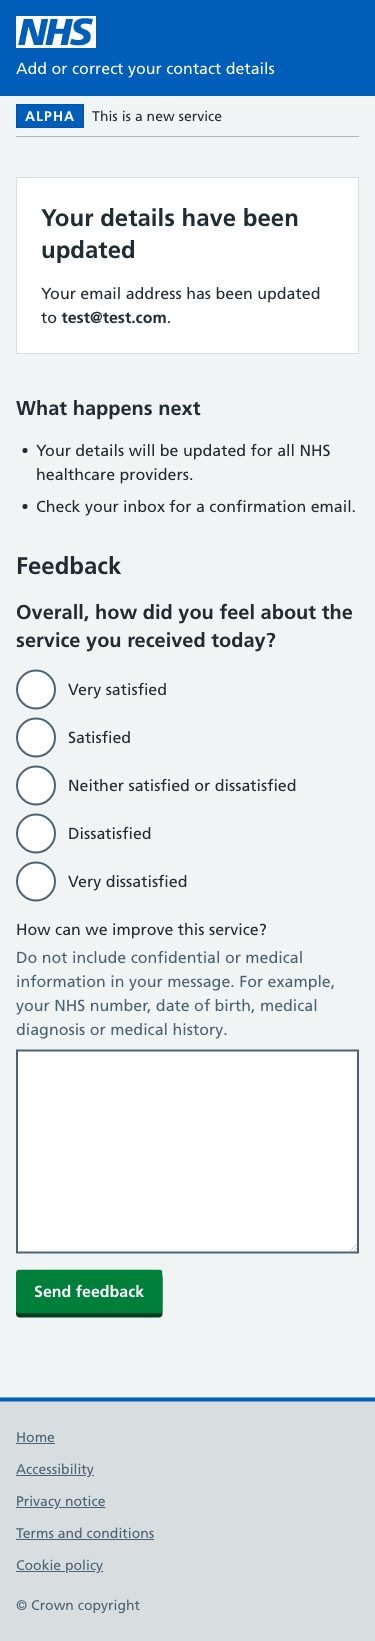 NHS
Add or correct your contact details
ALPHA This is a new service
Your details have been
updated
Your email address has been updated
to test@test.com.
What happens next
• Your details will be updated for all NHS
healthcare providers.
• Check your inbox for a confirmation email.
Feedback
Overall, how did you feel about the
service you received today?
Very satisfied
Satisfied
Neither satisfied or dissatisfied
Dissatisfied
Very dissatisfied
How can we improve this service?
Do not include confidential or medical
information in your message. For example,
your NHS number, date of birth, medical
diagnosis or medical history.
Send feedback
Home
Accessibility
Privacy notice
Terms and conditions
Cookie policy
© Crown copyright